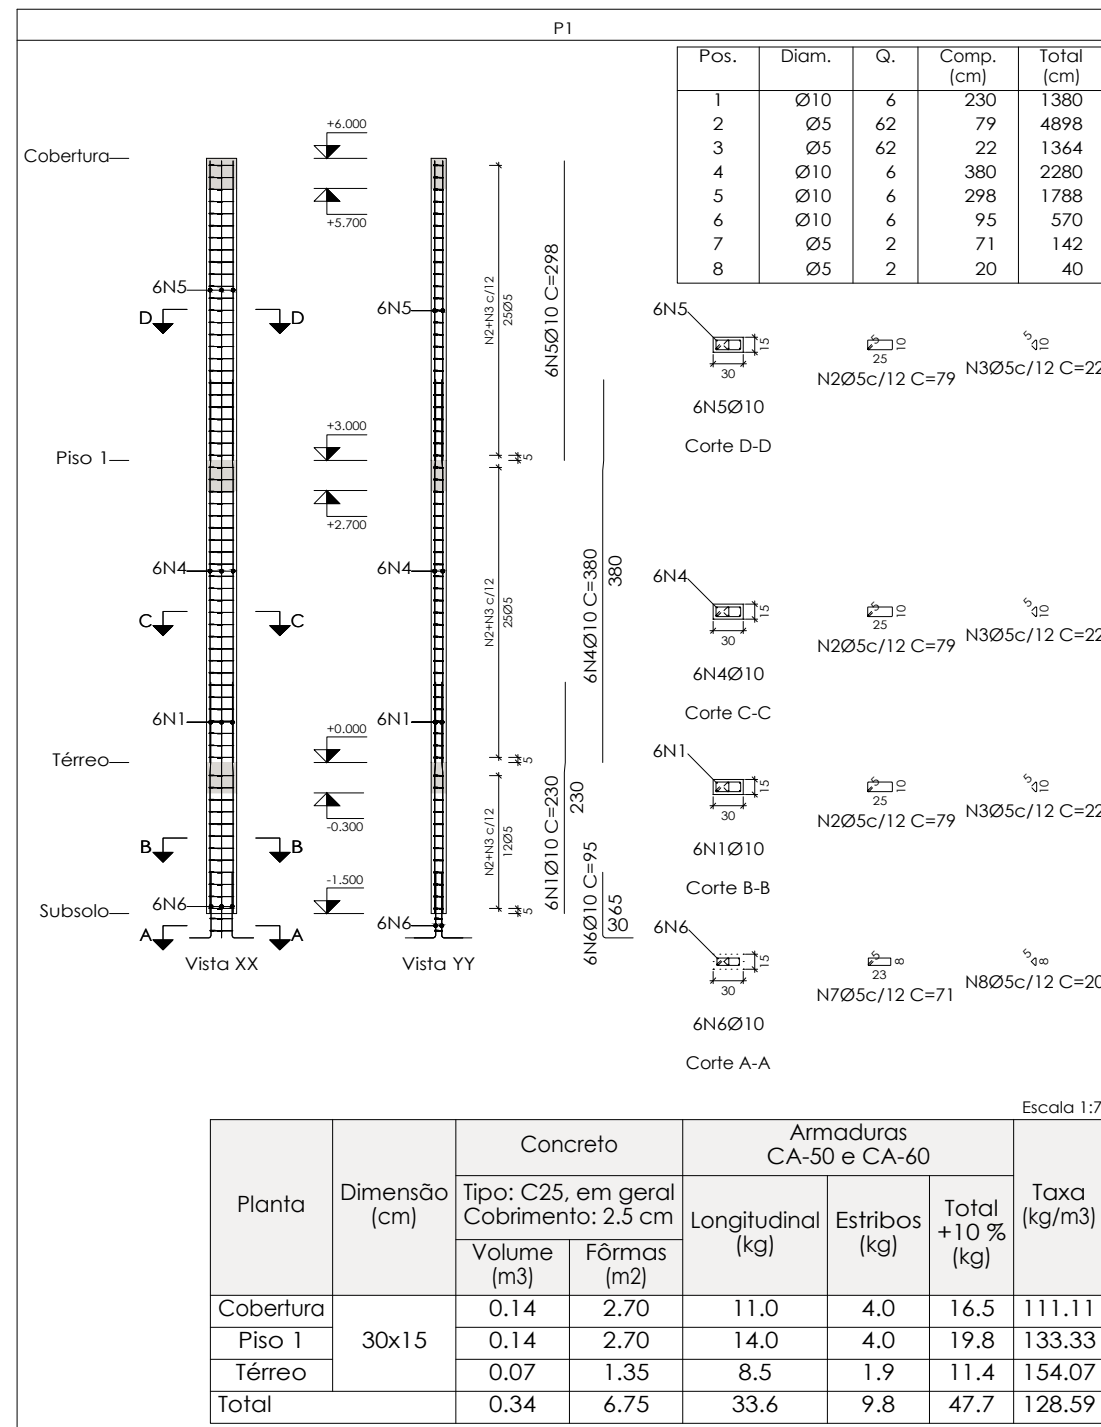 P1
Pos. Diam. Q. Comp. (cm) Total (cm)
1 Ø10 6 230 1380
2 Ø5 62 79 4898
3 Ø5 62 22 1364
4 Ø10 6 380 2280
5 Ø10 6 298 1788
6 Ø10 6 95 570
7 Ø5 2 71 142
8 Ø5 2 20 40
Cobertura
+6.000
+5.700
6N5
D D
6N5
N2+N3 c/12
25Ø5
6N5Ø10 C=298
Piso 1
+3.000
+2.700
5
6N4
C C
6N4
N2+N3 c/12
25Ø5
6N4Ø10 C=380
380
6N1
6N1
Térreo
+0.000
-0.300
5
B B
N2+N3 c/12
12Ø5
6N1Ø10 C=230
230
Subsolo
-1.500
6N6
6N6
5
6N6Ø10 C=95
65
30
A A
Vista XX
Vista YY
6N5
15
30
6N5Ø10
Corte D-D
5
25
10
N2Ø5c/12 C=79
5
10
N3Ø5c/12 C=22
6N4
15
30
6N4Ø10
Corte C-C
5
25
10
N2Ø5c/12 C=79
5
10
N3Ø5c/12 C=22
6N1
15
30
6N1Ø10
Corte B-B
5
25
10
N2Ø5c/12 C=79
5
10
N3Ø5c/12 C=22
6N6
15
30
6N6Ø10
Corte A-A
5
23
8
N7Ø5c/12 C=71
5
8
N8Ø5c/12 C=20
Escala 1:7
Planta
Dimensão (cm)
Concreto
Tipo: C25, em geral
Cobrimento: 2.5 cm
Volume (m3)
Fôrmas (m2)
Armaduras
CA-50 e CA-60
Longitudinal (kg)
Estribos (kg)
Total +10 % (kg)
Taxa (kg/m3)
Cobertura 30x15 0.14 2.70 11.0 4.0 16.5 111.11
Piso 1 0.14 2.70 14.0 4.0 19.8 133.33
Térreo 0.07 1.35 8.5 1.9 11.4 154.07
Total 0.34 6.75 33.6 9.8 47.7 128.59